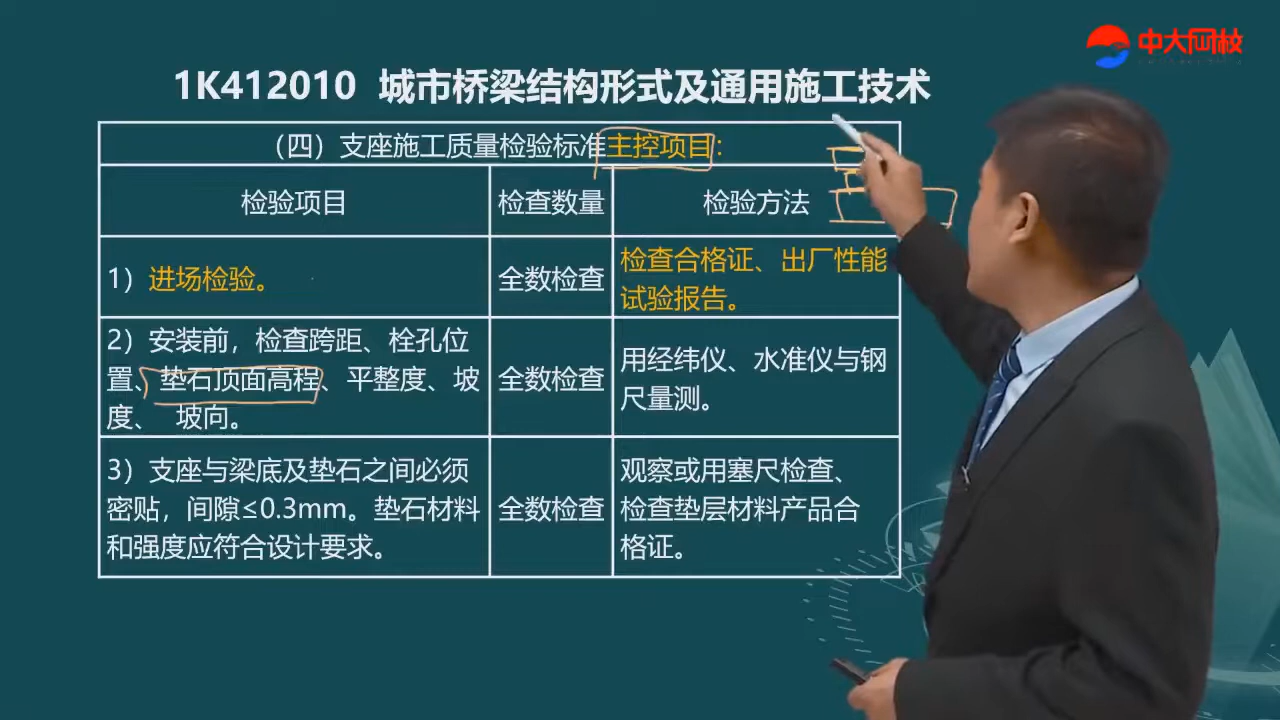 中大网校
1K412010 城市桥梁结构形式及通用施工技术
（四）支座施工质量检验标准主控项目：
检验项目 检查数量 检验方法
1）进场检验。 全数检查 检查合格证、出厂性能
试验报告。
2）安装前，检查跨距、栓孔位
置、垫石顶面高程、平整度、坡
度、 坡向。
全数检查
用经纬仪、水准仪与钢
尺量测。
3）支座与梁底及垫石之间必须
密贴，间隙≤0.3mm。垫石材料
和强度应符合设计要求。
全数检查
观察或用塞尺检查、
检查垫层材料产品合
格证。